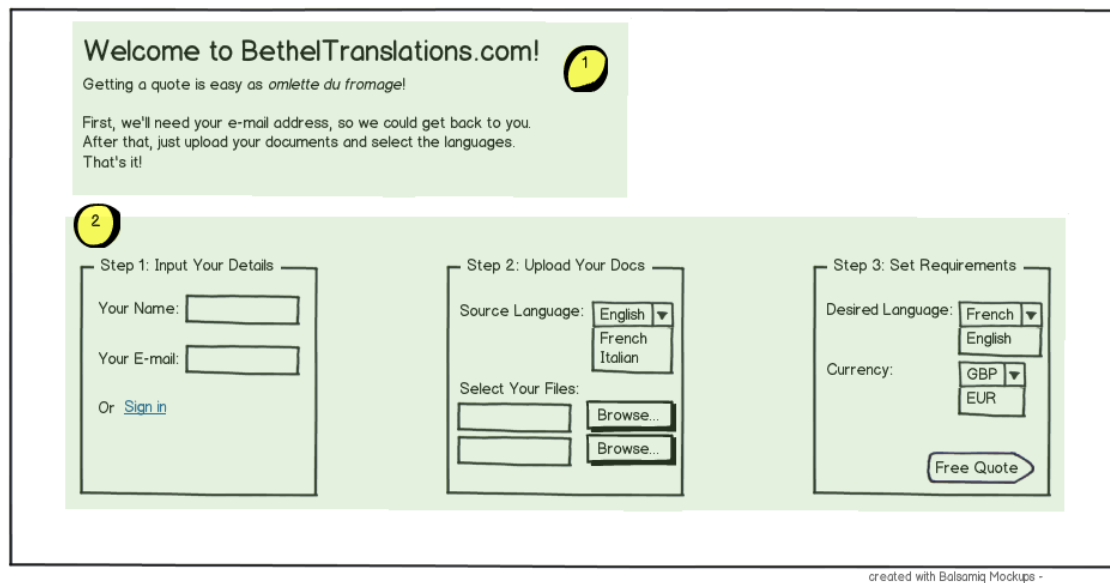 Welcome to BethelTranslations.com!
1
Getting a quote is easy as omlette du fromage!
First, we'll need your e-mail address, so we could get back to you.
After that, just upload your documents and select the languages.
That's it!
2
Step 1: Input Your Details
Your Name:
Your E-mail:
Or Sign in
Step 2: Upload Your Docs
Source Language: English
French
Italian
Select Your Files:
Browse...
Browse...
Step 3: Set Requirements
Desired Language: French
English
Currency: GBP
EUR
Free Quote
created with Balsamiq Mockups -